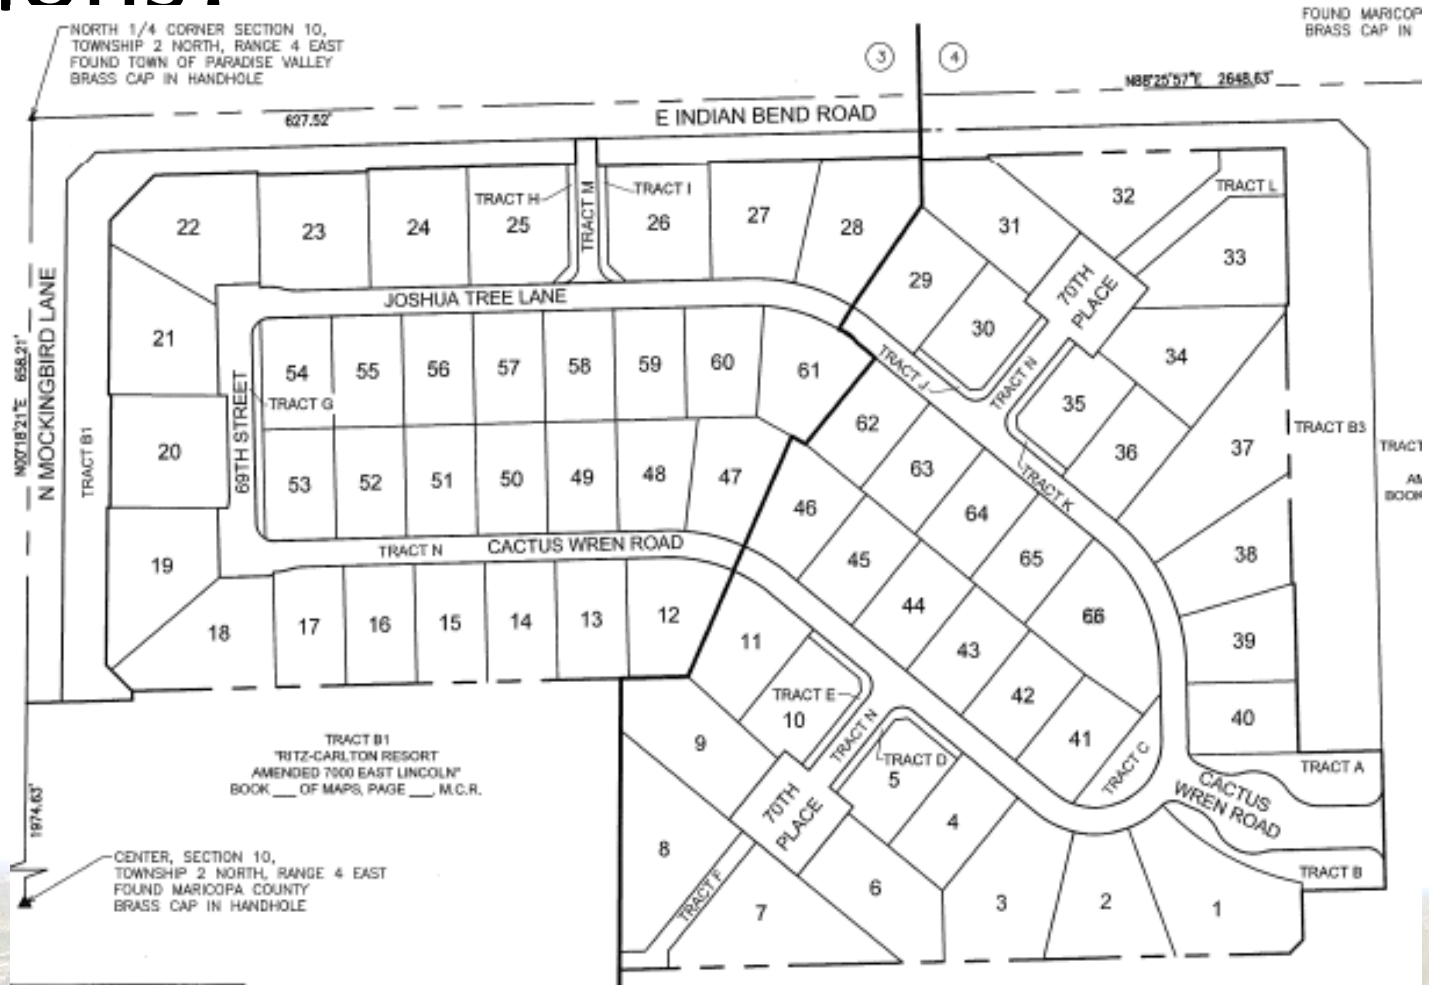 NORTH 1/4 CORNER SECTION 10,
TOWNSHIP 2 NORTH, RANGE 4 EAST
FOUND TOWN OF PARADISE VALLEY
BRASS CAP IN HANDHOLE
FOUND MARICOP
BRASS CAP IN
3
4
N88°25'57"E 2648.63'
627.52'
E INDIAN BEND ROAD
22
23
24
TRACT H
25
TRACT M
TRACT I
26
27
28
31
32
TRACT L
33
29
30
70TH
PLACE
34
N MOCKINGBIRD LANE
N00°18'21"E 658.21'
TRACT B1
21
JOSHUA TREE LANE
54
55
56
57
58
59
60
61
TRACT J
TRACT N
35
36
37
TRACT B3
TRACT
AM
BOOK
69TH STREET
TRACT G
20
53
52
51
50
49
48
47
62
63
64
65
66
TRACT K
46
45
44
43
42
41
38
39
40
19
TRACT N
CACTUS WREN ROAD
18
17
16
15
14
13
12
11
TRACT E
10
TRACT N
TRACT D
5
4
TRACT C
TRACT A
CACTUS
WREN ROAD
TRACT B
9
70TH
PLACE
8
TRACT F
7
6
3
2
1
TRACT B1
"RITZ-CARLTON RESORT
AMENDED 7000 EAST LINCOLN"
BOOK ___ OF MAPS, PAGE ___, M.C.R.
1974.63'
CENTER, SECTION 10,
TOWNSHIP 2 NORTH, RANGE 4 EAST
FOUND MARICOPA COUNTY
BRASS CAP IN HANDHOLE